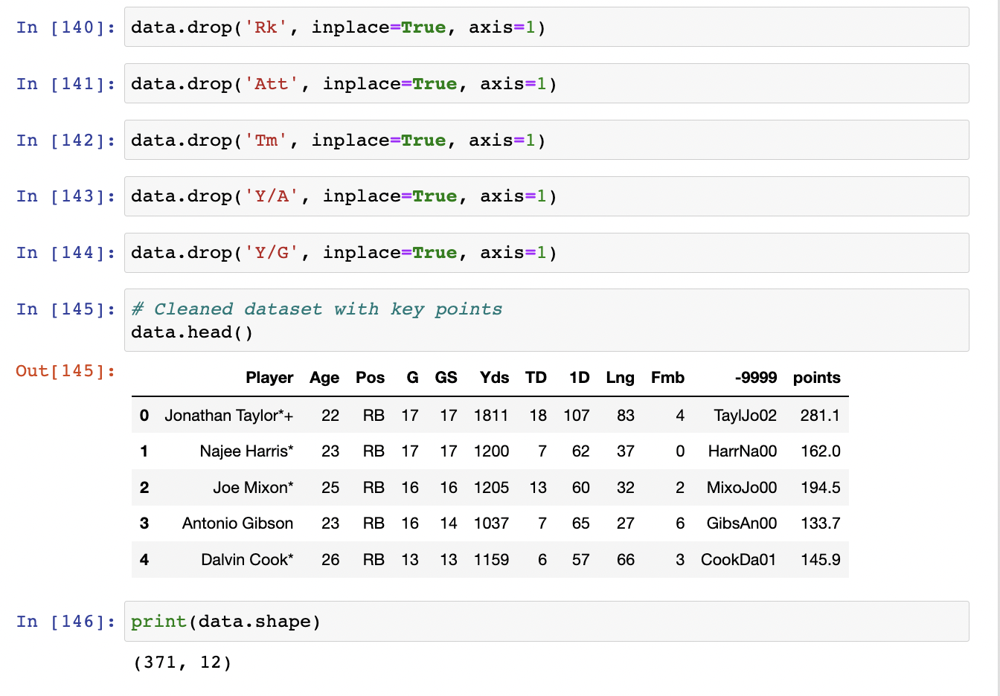 In [140]: data.drop('Rk', inplace=True, axis=1)
In [141]: data.drop('Att', inplace=True, axis=1)
In [142]: data.drop('Tm', inplace=True, axis=1)
In [143]: data.drop('Y/A', inplace=True, axis=1)
In [144]: data.drop('Y/G', inplace=True, axis=1)
In [145]: # Cleaned dataset with key points
data.head()
Out[145]:
Player Age Pos G GS Yds TD 1D Lng Fmb -9999 points
0 Jonathan Taylor*+ 22 RB 17 17 1811 18 107 83 4 TaylJo02 281.1
1 Najee Harris* 23 RB 17 17 1200 7 62 37 0 HarrNa00 162.0
2 Joe Mixon* 25 RB 16 16 1205 13 60 32 2 MixoJo00 194.5
3 Antonio Gibson 23 RB 16 14 1037 7 65 27 6 GibsAn00 133.7
4 Dalvin Cook* 26 RB 13 13 1159 6 57 66 3 CookDa01 145.9
In [146]: print(data.shape)
(371, 12)